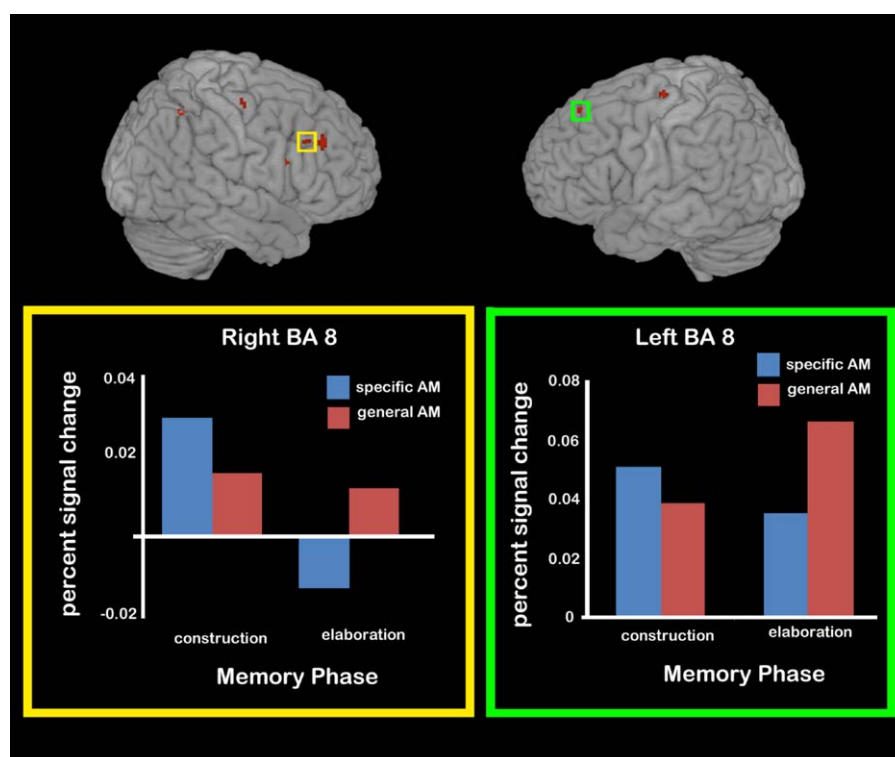 Right BA 8
specific AM
general AM
percent signal change
0.04
0.02
-0.02
construction
elaboration
Memory Phase
Left BA 8
specific AM
general AM
percent signal change
0.08
0.06
0.04
0.02
0
construction
elaboration
Memory Phase